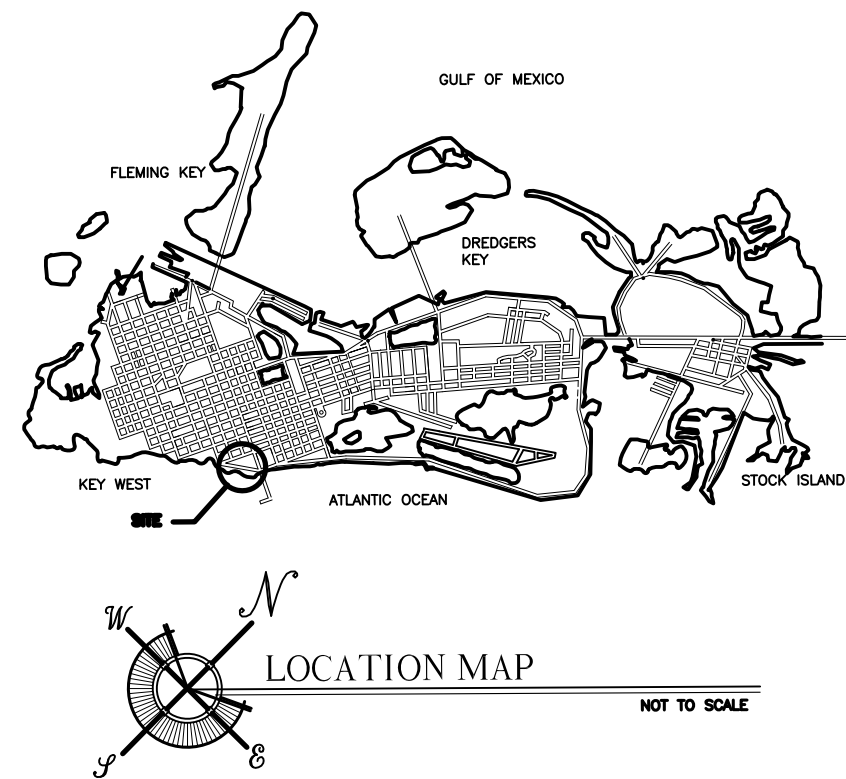 GULF OF MEXICO
FLEMING KEY
DREDGERS
KEY
KEY WEST
ATLANTIC OCEAN
STOCK ISLAND
SITE
N
W
LOCATION MAP
NOT TO SCALE
S
E